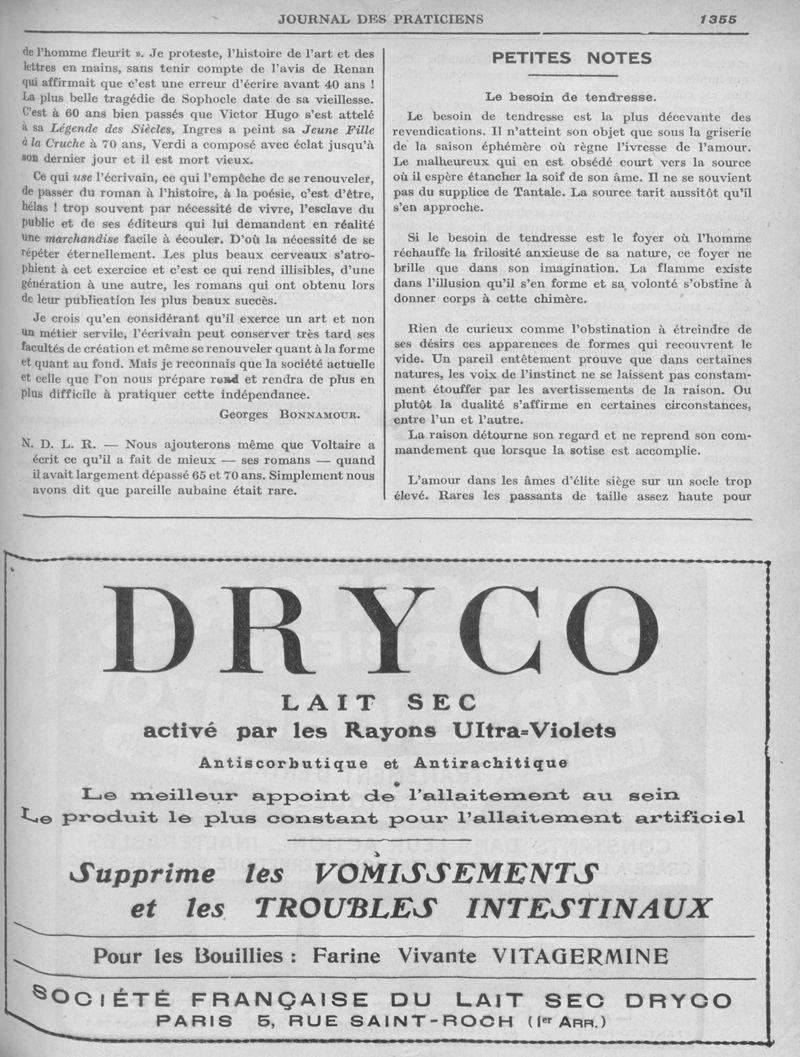 JOURNAL DES PRATICIENS 1355
de l'homme fleurit ». Je proteste, l'histoire de l'art et des
lettres en mains, sans tenir compte de l'avis de Renan
qui affirmait que c'est une erreur d'écrire avant 40 ans !
La plus belle tragédie de Sophocle date de sa vieillesse.
C'est à 60 ans bien passés que Victor Hugo s'est attelé
à sa Légende des Siècles, Ingres a peint sa Jeune Fille
à la Cruche à 70 ans, Verdi a composé avec éclat jusqu'à
son dernier jour et il est mort vieux.
Ce qui use l'écrivain, ce qui l'empêche de se renouveler,
de passer du roman à l'histoire, à la poésie, c'est d'être,
hélas ! trop souvent par nécessité de vivre, l'esclave du
public et de ses éditeurs qui lui demandent en réalité
une marchandise facile à écouler. D'où la nécessité de se
répéter éternellement. Les plus beaux cerveaux s'atro-
phient à cet exercice et c'est ce qui rend illisibles, d'une
génération à une autre, les romans qui ont obtenu lors
de leur publication les plus beaux succès.
Je crois qu'en considérant qu'il exerce un art et non
un métier servile, l'écrivain peut conserver très tard ses
facultés de création et même se renouveler quant à la forme
et quant au fond. Mais je reconnais que la société actuelle
et celle que l'on nous prépare rend et rendra de plus en
plus difficile à pratiquer cette indépendance.
Georges BONNAMOUR.
N. D. L. R. — Nous ajouterons même que Voltaire a
écrit ce qu'il a fait de mieux — ses romans — quand
il avait largement dépassé 65 et 70 ans. Simplement nous
avons dit que pareille aubaine était rare.
PETITES NOTES
Le besoin de tendresse.
Le besoin de tendresse est la plus décevante des
revendications. Il n'atteint son objet que sous la griserie
de la saison éphémère où règne l'ivresse de l'amour.
Le malheureux qui en est obsédé court vers la source
où il espère étancher la soif de son âme. Il ne se souvient
pas du supplice de Tantale. La source tarit aussitôt qu'il
s'en approche.
Si le besoin de tendresse est le foyer où l'homme
réchauffe la frilosité anxieuse de sa nature, ce foyer ne
brille que dans son imagination. La flamme existe
dans l'illusion qu'il s'en forme et sa volonté s'obstine à
donner corps à cette chimère.
Rien de curieux comme l'obstination à étreindre de
ses désirs ces apparences de formes qui recouvrent le
vide. Un pareil entêtement prouve que dans certaines
natures, les voix de l'instinct ne se laissent pas constam-
ment étouffer par les avertissements de la raison. Ou
plutôt la dualité s'affirme en certaines circonstances,
entre l'un et l'autre.
La raison détourne son regard et ne reprend son com-
mandement que lorsque la sotise est accomplie.
L'amour dans les âmes d'élite siège sur un socle trop
élevé. Rares les passants de taille assez haute pour
DRYCO
LAIT SEC
activé par les Rayons Ultra=Violets
Antiscorbutique et Antirachitique
Le meilleur appoint de l'allaitement au sein
Le produit le plus constant pour l'allaitement artificiel
Supprime les VOMISSEMENTS
et les TROUBLES INTESTINAUX
Pour les Bouillies : Farine Vivante VITAGERMINE
SOCIÉTÉ FRANÇAISE DU LAIT SEC DRYCO
PARIS 5, RUE SAINT-ROCH (Ier ARR.)